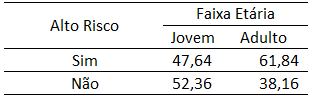 Alto Risco Faixa Etária
Jovem Adulto
Sim 47,64 61,84
Não 52,36 38,16